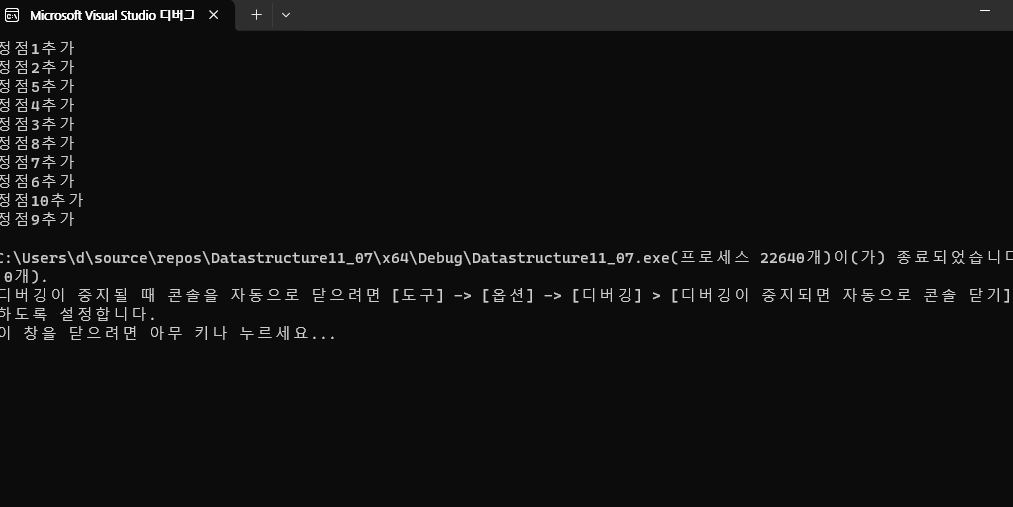 Microsoft Visual Studio 디버그
정점1추가
정점2추가
정점5추가
정점4추가
정점3추가
정점8추가
정점7추가
정점6추가
정점10추가
정점9추가
C:\Users\d\source\repos\Datastructure11_07\x64\Debug\Datastructure11_07.exe(프로세스 22640개)이(가) 종료되었습니다
0개).
디버깅이 중지될 때 콘솔을 자동으로 닫으려면 [도구] -> [옵션] -> [디버깅] > [디버깅이 중지되면 자동으로 콘솔 닫기]
하도록 설정합니다.
이 창을 닫으려면 아무 키나 누르세요...